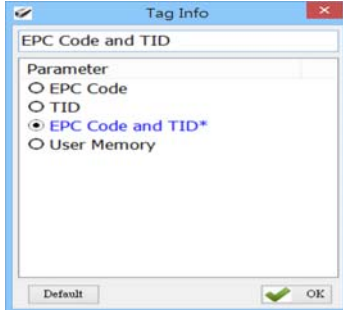 Tag Info
EPC Code and TID
Parameter
EPC Code
TID
EPC Code and TID*
User Memory
Default OK